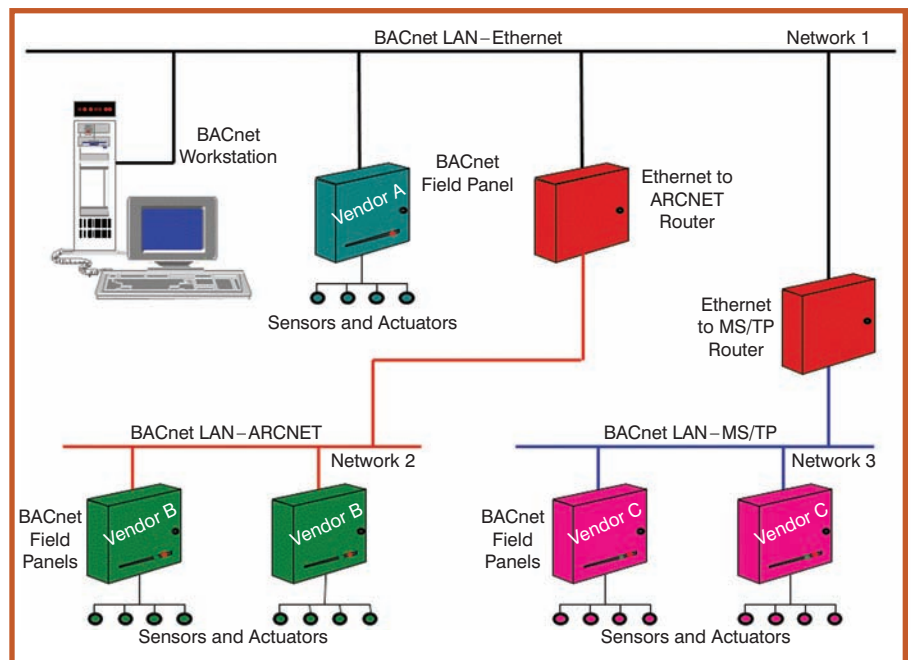 BACnet LAN–Ethernet
Network 1
BACnet
Workstation
Vendor A
BACnet
Field Panel
Ethernet to
ARCNET
Router
Sensors and Actuators
Ethernet
to MS/TP
Router
BACnet LAN–ARCNET
Network 2
BACnet LAN–MS/TP
Network 3
BACnet
Field
Panels
Vendor B
Vendor B
Sensors and Actuators
BACnet
Field
Panels
Vendor C
Vendor C
Sensors and Actuators